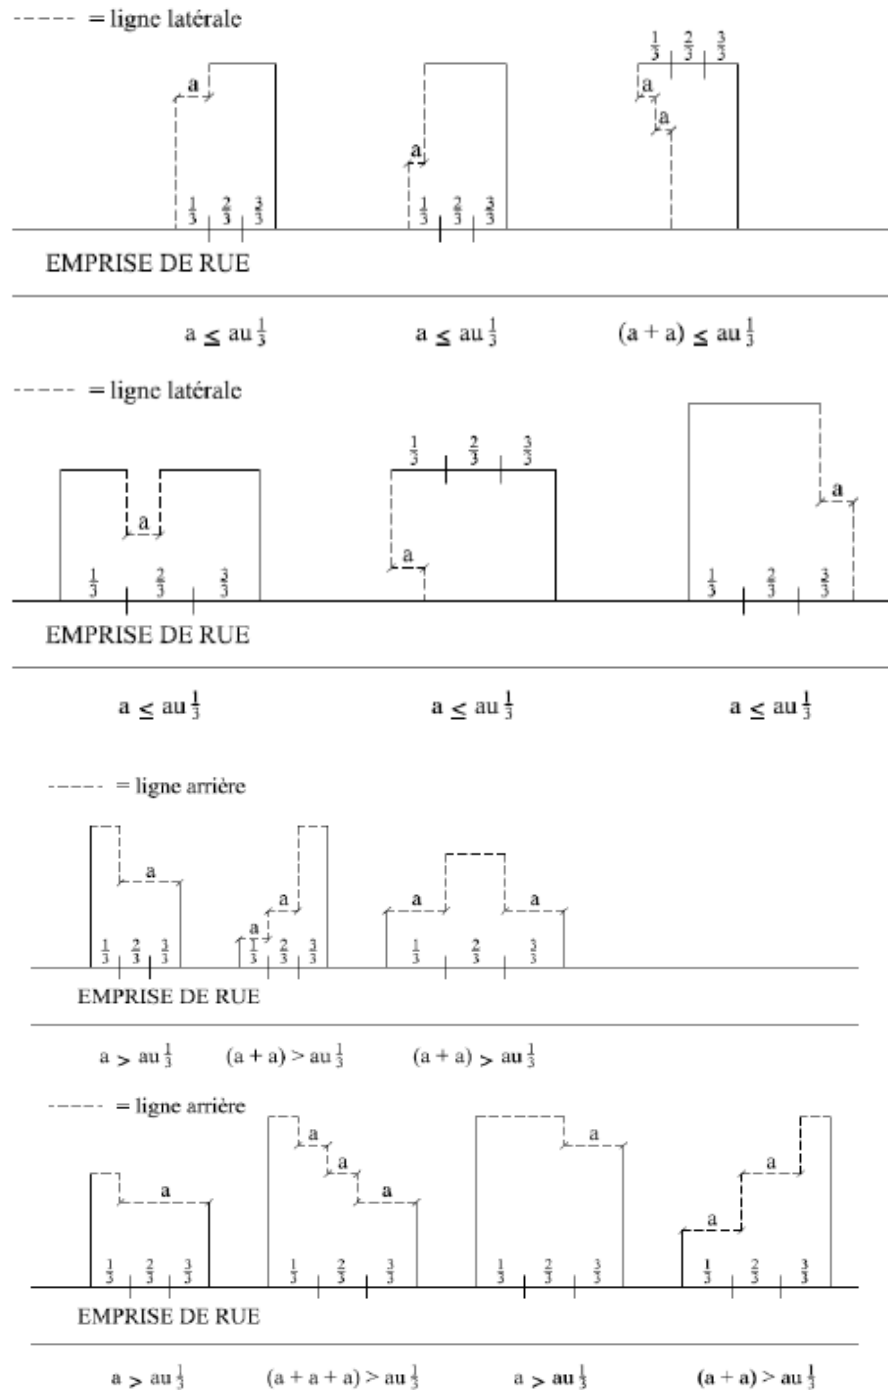 ----- = ligne latérale
1/3 2/3 3/3
a a
a
a
1/3 2/3 3/3 1/3 2/3 3/3
EMPRISE DE RUE
a ≤ au 1/3 a ≤ au 1/3 (a + a) ≤ au 1/3
----- = ligne latérale
1/3 2/3 3/3
a
a
a
1/3 2/3 3/3 1/3 2/3 3/3
EMPRISE DE RUE
a ≤ au 1/3 a ≤ au 1/3 a ≤ au 1/3
----- = ligne arrière
a
a a a
a
1/3 2/3 3/3 1/3 2/3 3/3 1/3 2/3 3/3
EMPRISE DE RUE
a > au 1/3 (a + a) > au 1/3 (a + a) > au 1/3
----- = ligne arrière
a a
a a
a a
a
1/3 2/3 3/3 1/3 2/3 3/3 1/3 2/3 3/3 1/3 2/3 3/3
EMPRISE DE RUE
a > au 1/3 (a + a + a) > au 1/3 a > au 1/3 (a + a) > au 1/3